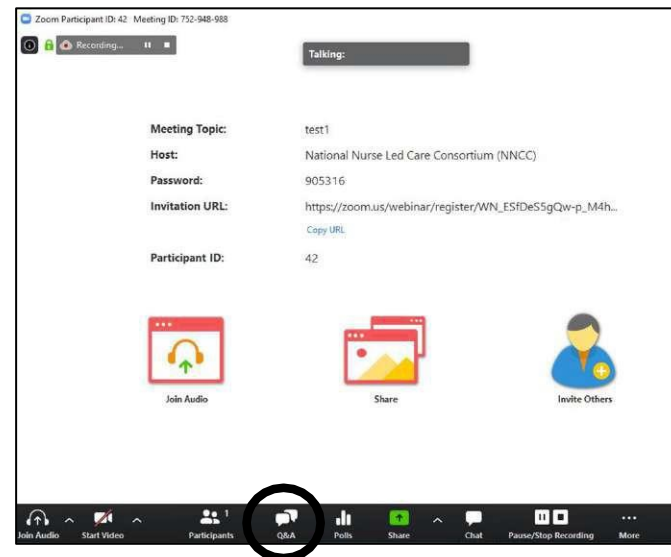 Zoom Participant ID: 42 Meeting ID: 752-948-988
Recording...
Talking:
Meeting Topic: test1
Host: National Nurse Led Care Consortium (NNCC)
Password: 905316
Invitation URL: https://zoom.us/webinar/register/WN_ESfDeS5gQw-p_M4h...
Copy URL
Participant ID: 42
Join Audio Share Invite Others
1
Join Audio Start Video Participants Q&A Polls Share Chat Pause/Stop Recording More